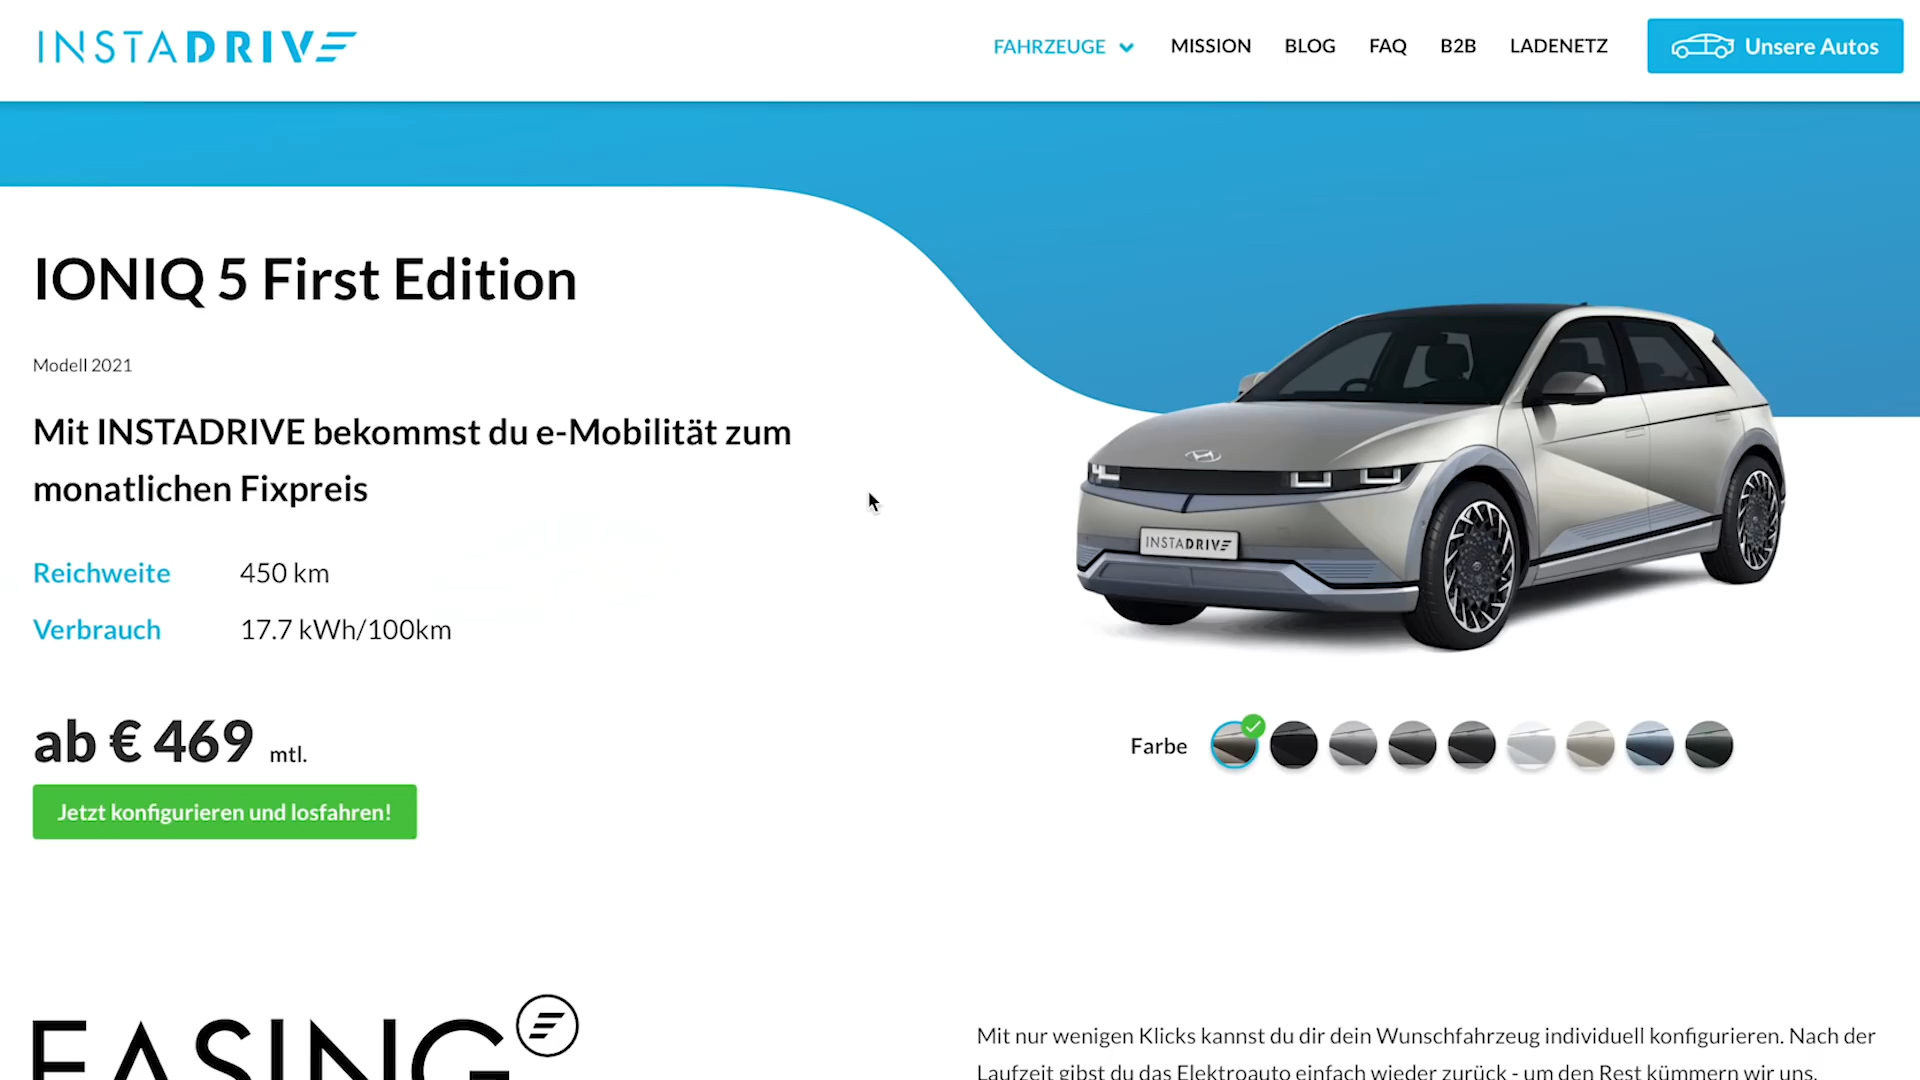 INSTADRIVE
FAHRZEUGE
MISSION
BLOG
FAQ
B2B
LADENETZ
Unsere Autos
IONIQ 5 First Edition
Modell 2021
Mit INSTADRIVE bekommst du e-Mobilität zum
monatlichen Fixpreis
Reichweite 450 km
Verbrauch 17.7 kWh/100km
INSTADRIVE
ab € 469 mtl.
Farbe
Jetzt konfigurieren und losfahren!
EASING
Mit nur wenigen Klicks kannst du dir dein Wunschfahrzeug individuell konfigurieren. Nach der
Laufzeit gibst du das Elektroauto einfach wieder zurück - um den Rest kümmern wir uns.